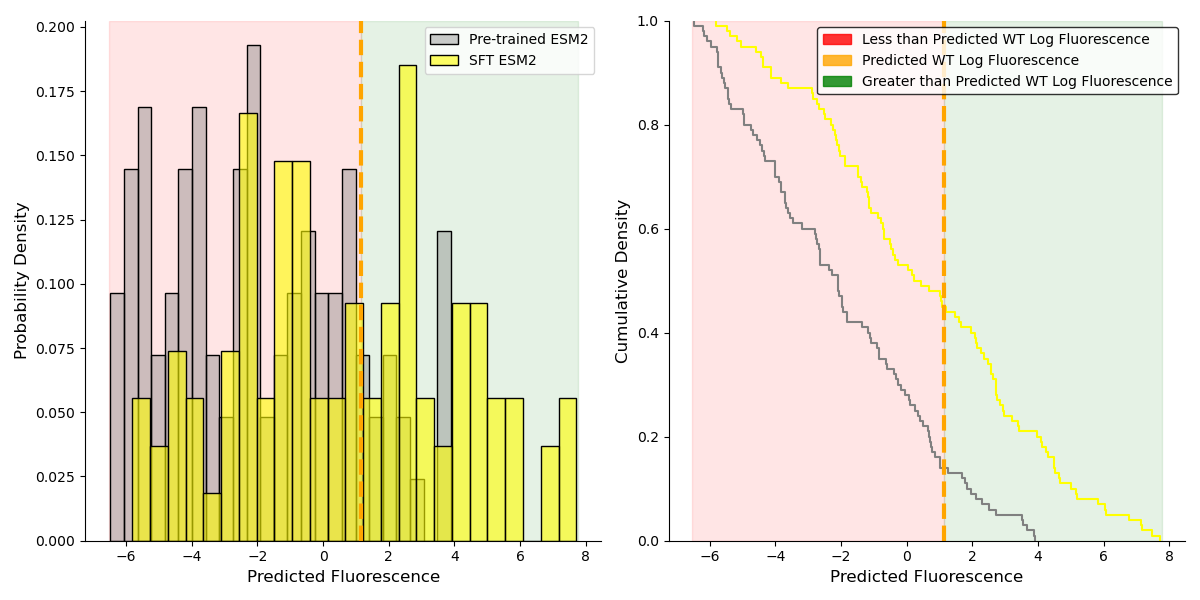 Pre-trained ESM2
SFT ESM2
Probability Density
0.200
0.175
0.150
0.125
0.100
0.075
0.050
0.025
0.000
−6 −4 −2 0 2 4 6 8
Predicted Fluorescence
Less than Predicted WT Log Fluorescence
Predicted WT Log Fluorescence
Greater than Predicted WT Log Fluorescence
Cumulative Density
1.0
0.8
0.6
0.4
0.2
0.0
−6 −4 −2 0 2 4 6 8
Predicted Fluorescence